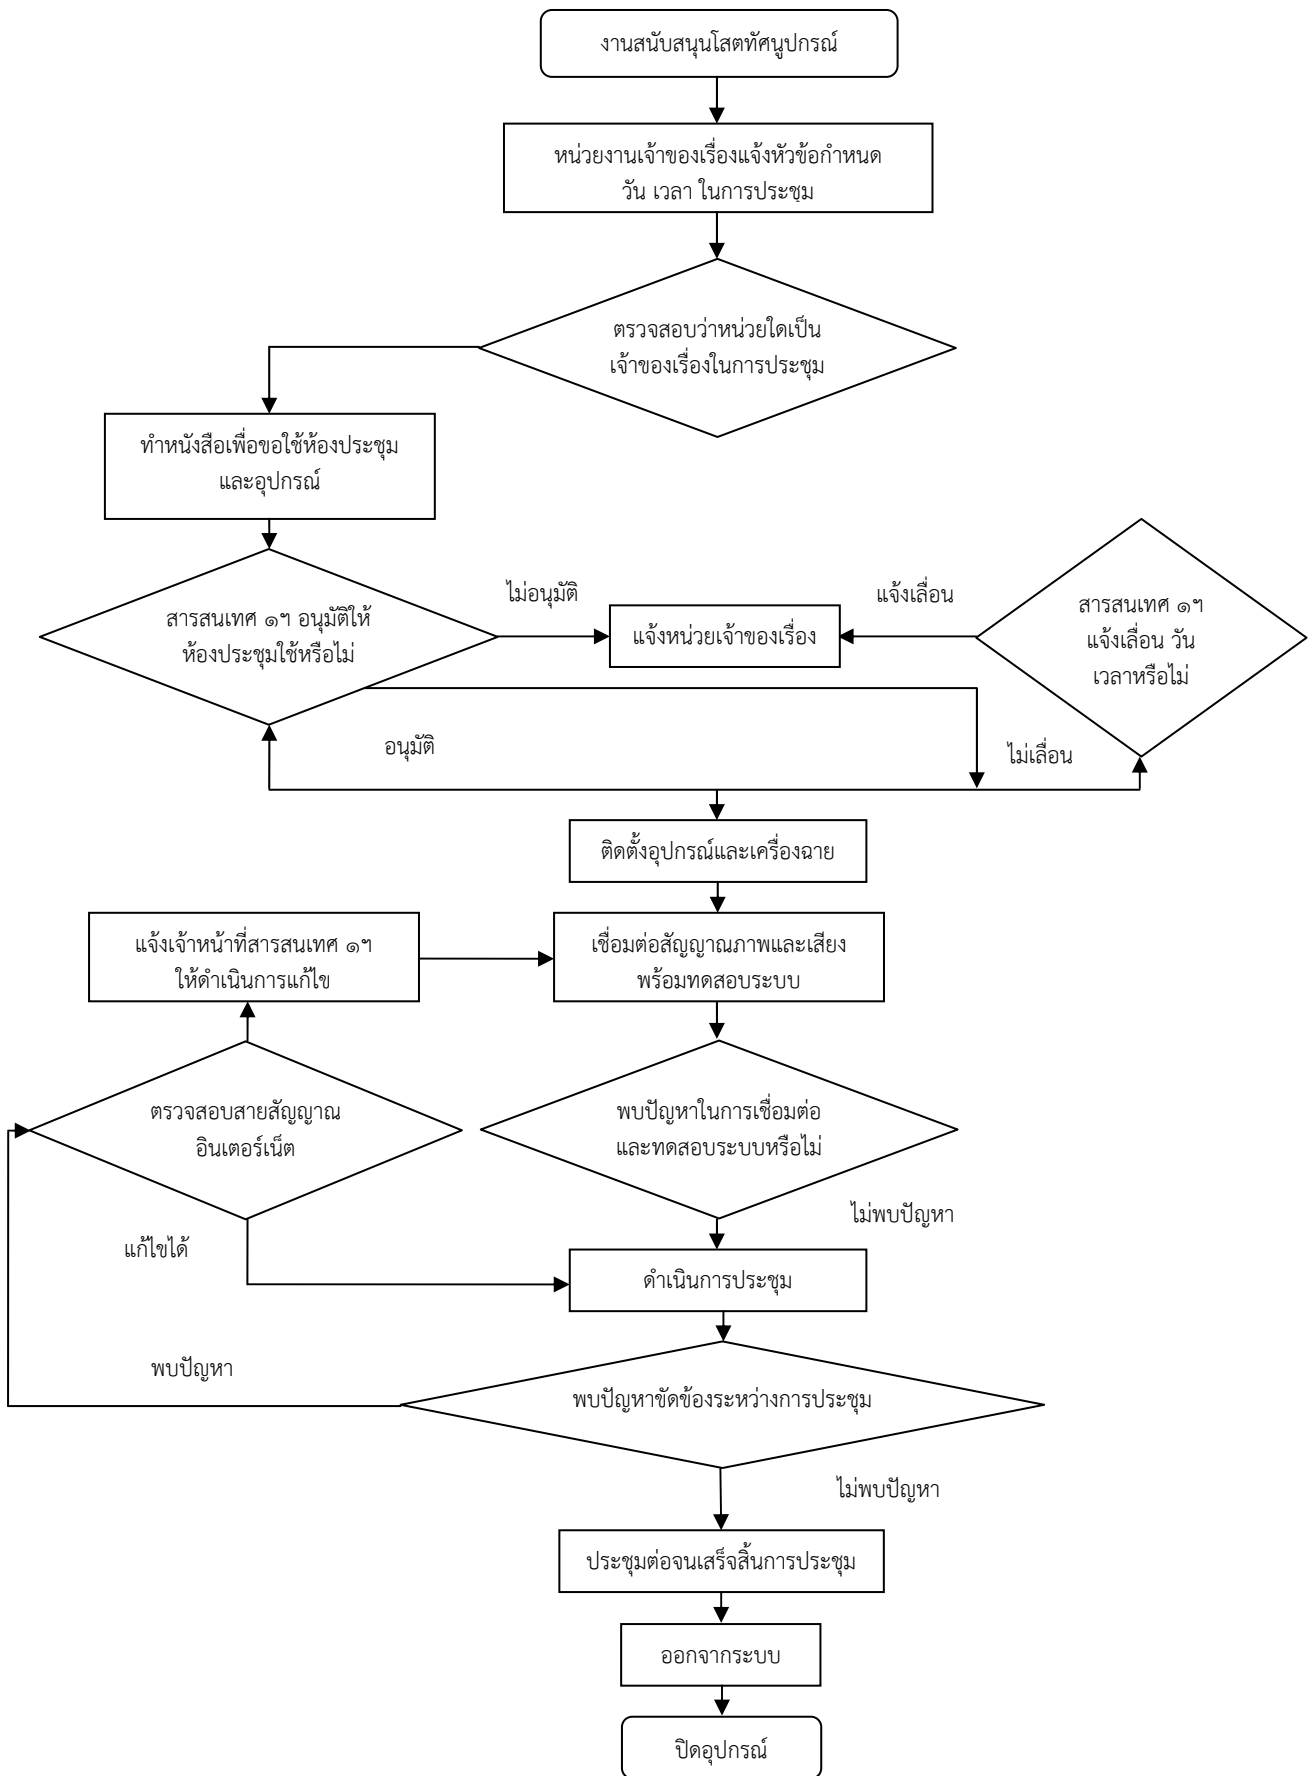 งานสนับสนุนโสตทัศนูปกรณ์
หน่วยงานเจ้าของเรื่องแจ้งหัวข้อกำหนด
วัน เวลา ในการประชุม
ตรวจสอบว่าหน่วยใดเป็น
เจ้าของเรื่องในการประชุม
ทำหนังสือเพื่อขอใช้ห้องประชุม
และอุปกรณ์
สารสนเทศ ๑ฯ อนุมัติให้
ห้องประชุมใช้หรือไม่
ไม่อนุมัติ
แจ้งหน่วยเจ้าของเรื่อง
แจ้งเลื่อน
สารสนเทศ ๑ฯ
แจ้งเลื่อน วัน
เวลาหรือไม่
อนุมัติ
ไม่เลื่อน
ติดตั้งอุปกรณ์และเครื่องฉาย
แจ้งเจ้าหน้าที่สารสนเทศ ๑ฯ
ให้ดำเนินการแก้ไข
เชื่อมต่อสัญญาณภาพและเสียง
พร้อมทดสอบระบบ
ตรวจสอบสายสัญญาณ
อินเตอร์เน็ต
พบปัญหาในการเชื่อมต่อ
และทดสอบระบบหรือไม่
ไม่พบปัญหา
แก้ไขได้
ดำเนินการประชุม
พบปัญหา
พบปัญหาขัดข้องระหว่างการประชุม
ไม่พบปัญหา
ประชุมต่อจนเสร็จสิ้นการประชุม
ออกจากระบบ
ปิดอุปกรณ์